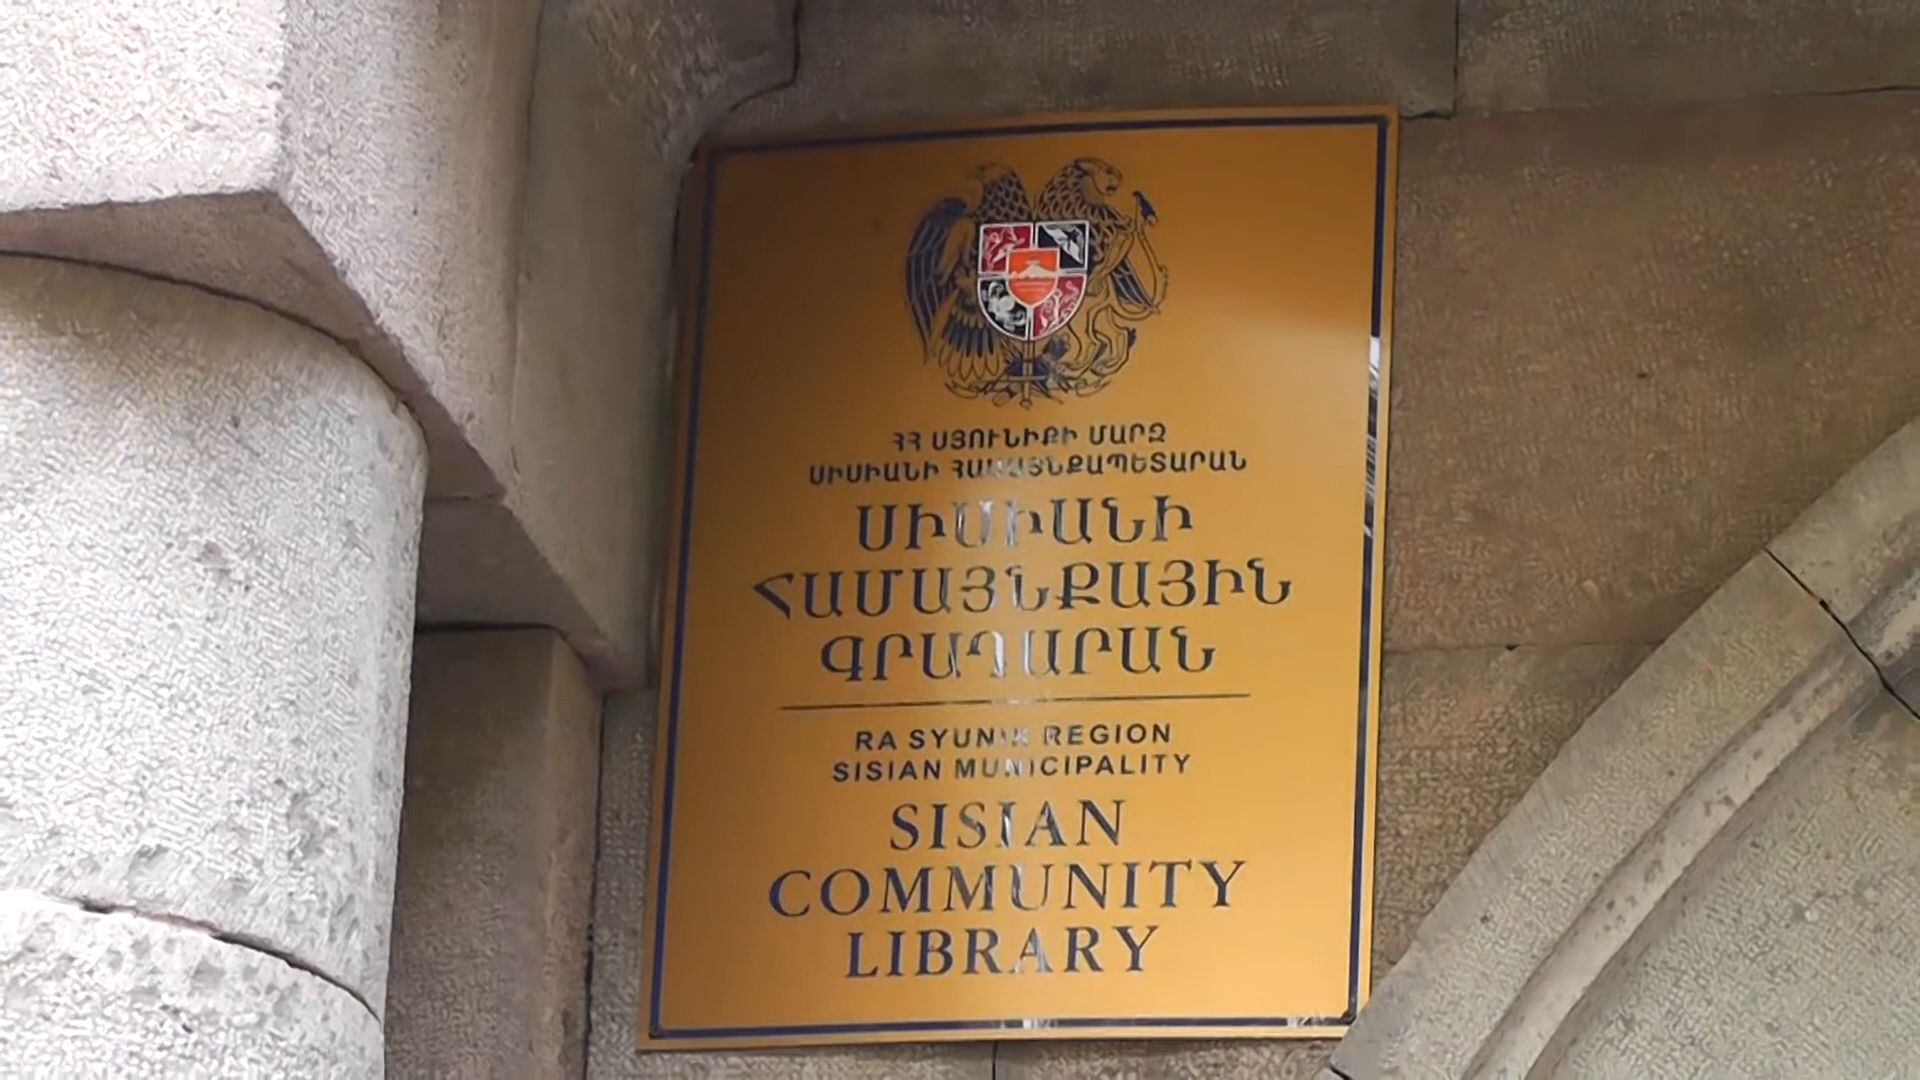 ՀՀ ՍՅՈՒՆԻՔԻ ՄԱՐԶ
ՍԻՍԻԱՆԻ ՀԱՄԱՅՆՔԱՊԵՏԱՐԱՆ
ՍԻՍԻԱՆԻ
ՀԱՄԱՅՆՔԱՅԻՆ
ԳՐԱԴԱՐԱՆ
RA SYUNIK REGION
SISIAN MUNICIPALITY
SISIAN
COMMUNITY
LIBRARY